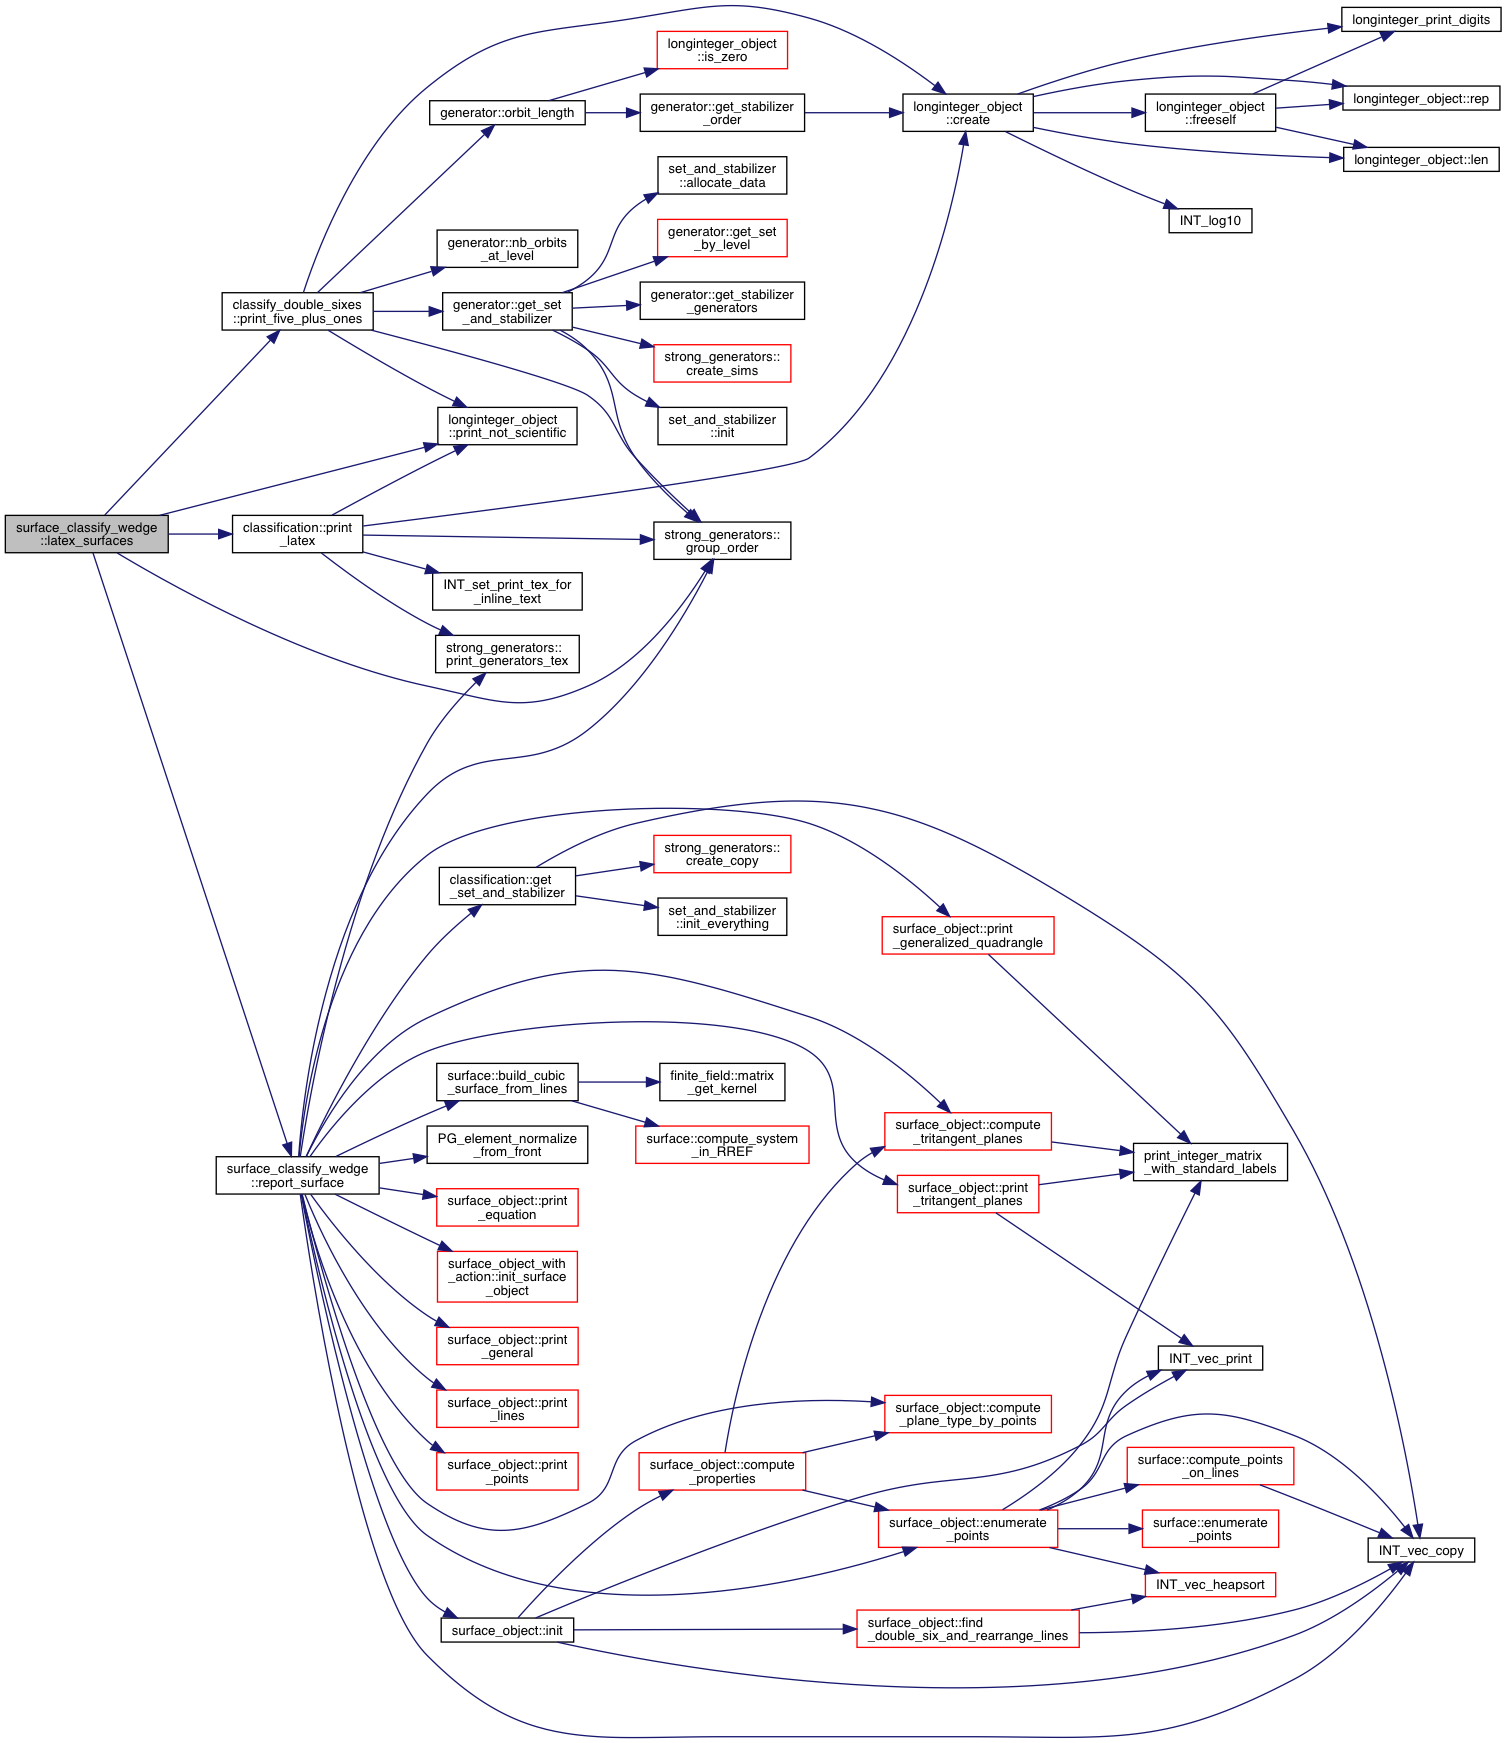 surface_classify_wedge
::latex_surfaces
classify_double_sixes
::print_five_plus_ones
longinteger_object
::print_not_scientific
classification::print
_latex
strong_generators::
group_order
surface_classify_wedge
::report_surface
generator::orbit_length
generator::nb_orbits
_at_level
generator::get_set
_and_stabilizer
INT_set_print_tex_for
_inline_text
strong_generators::
print_generators_tex
longinteger_object
::is_zero
generator::get_stabilizer
_order
set_and_stabilizer
::allocate_data
generator::get_set
_by_level
generator::get_stabilizer
_generators
strong_generators::
create_sims
set_and_stabilizer
::init
longinteger_object
::create
longinteger_object
::freeself
INT_log10
longinteger_print_digits
longinteger_object::rep
longinteger_object::len
classification::get
_set_and_stabilizer
strong_generators::
create_copy
set_and_stabilizer
::init_everything
surface_object::print
_generalized_quadrangle
surface::build_cubic
_surface_from_lines
finite_field::matrix
_get_kernel
surface::compute_system
_in_RREF
PG_element_normalize
_from_front
surface_object::print
_equation
surface_object_with
_action::init_surface
_object
surface_object::print
_general
surface_object::print
_lines
surface_object::print
_points
surface_object::init
surface_object::compute
_tritangent_planes
surface_object::print
_tritangent_planes
print_integer_matrix
_with_standard_labels
INT_vec_print
surface_object::compute
_plane_type_by_points
surface_object::compute
_properties
surface_object::enumerate
_points
surface::compute_points
_on_lines
surface::enumerate
_points
INT_vec_heapsort
INT_vec_copy
surface_object::find
_double_six_and_rearrange_lines